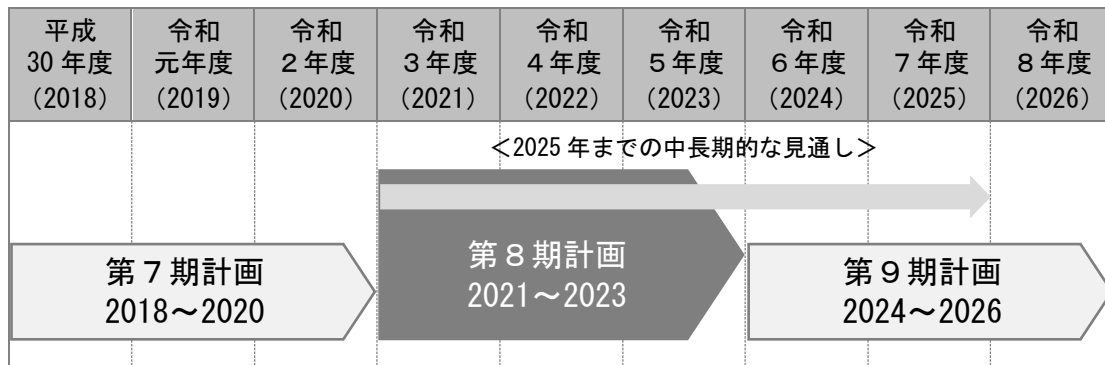 平成
30 年度
（2018）
令和
元年度
（2019）
令和
２年度
（2020）
令和
３年度
（2021）
令和
４年度
（2022）
令和
５年度
（2023）
令和
６年度
（2024）
令和
７年度
（2025）
令和
８年度
（2026）
＜2025 年までの中長期的な見通し＞
第７期計画
2018～2020
第８期計画
2021～2023
第９期計画
2024～2026